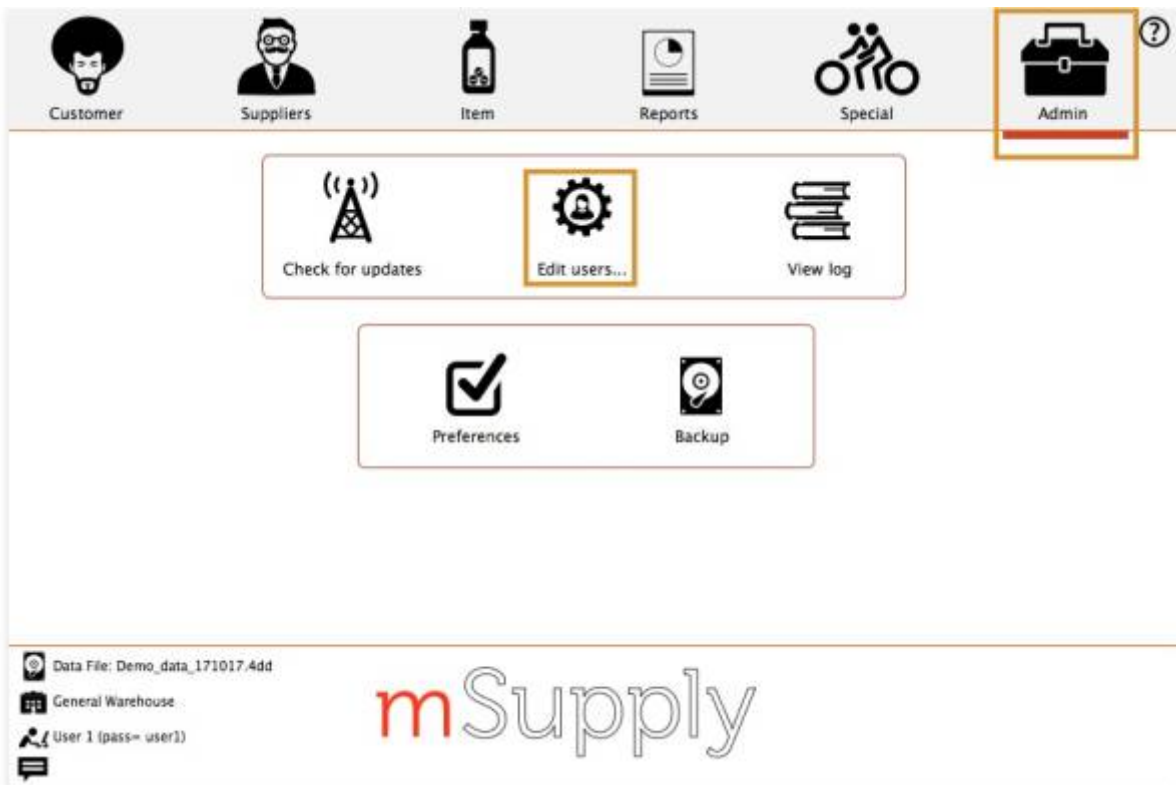 Customer
Suppliers
Item
Reports
Special
Admin
?
Check for updates
Edit users...
View log
Preferences
Backup
Data File: Demo_data_171017.4dd
General Warehouse
User 1 (pass= user1)
mSupply